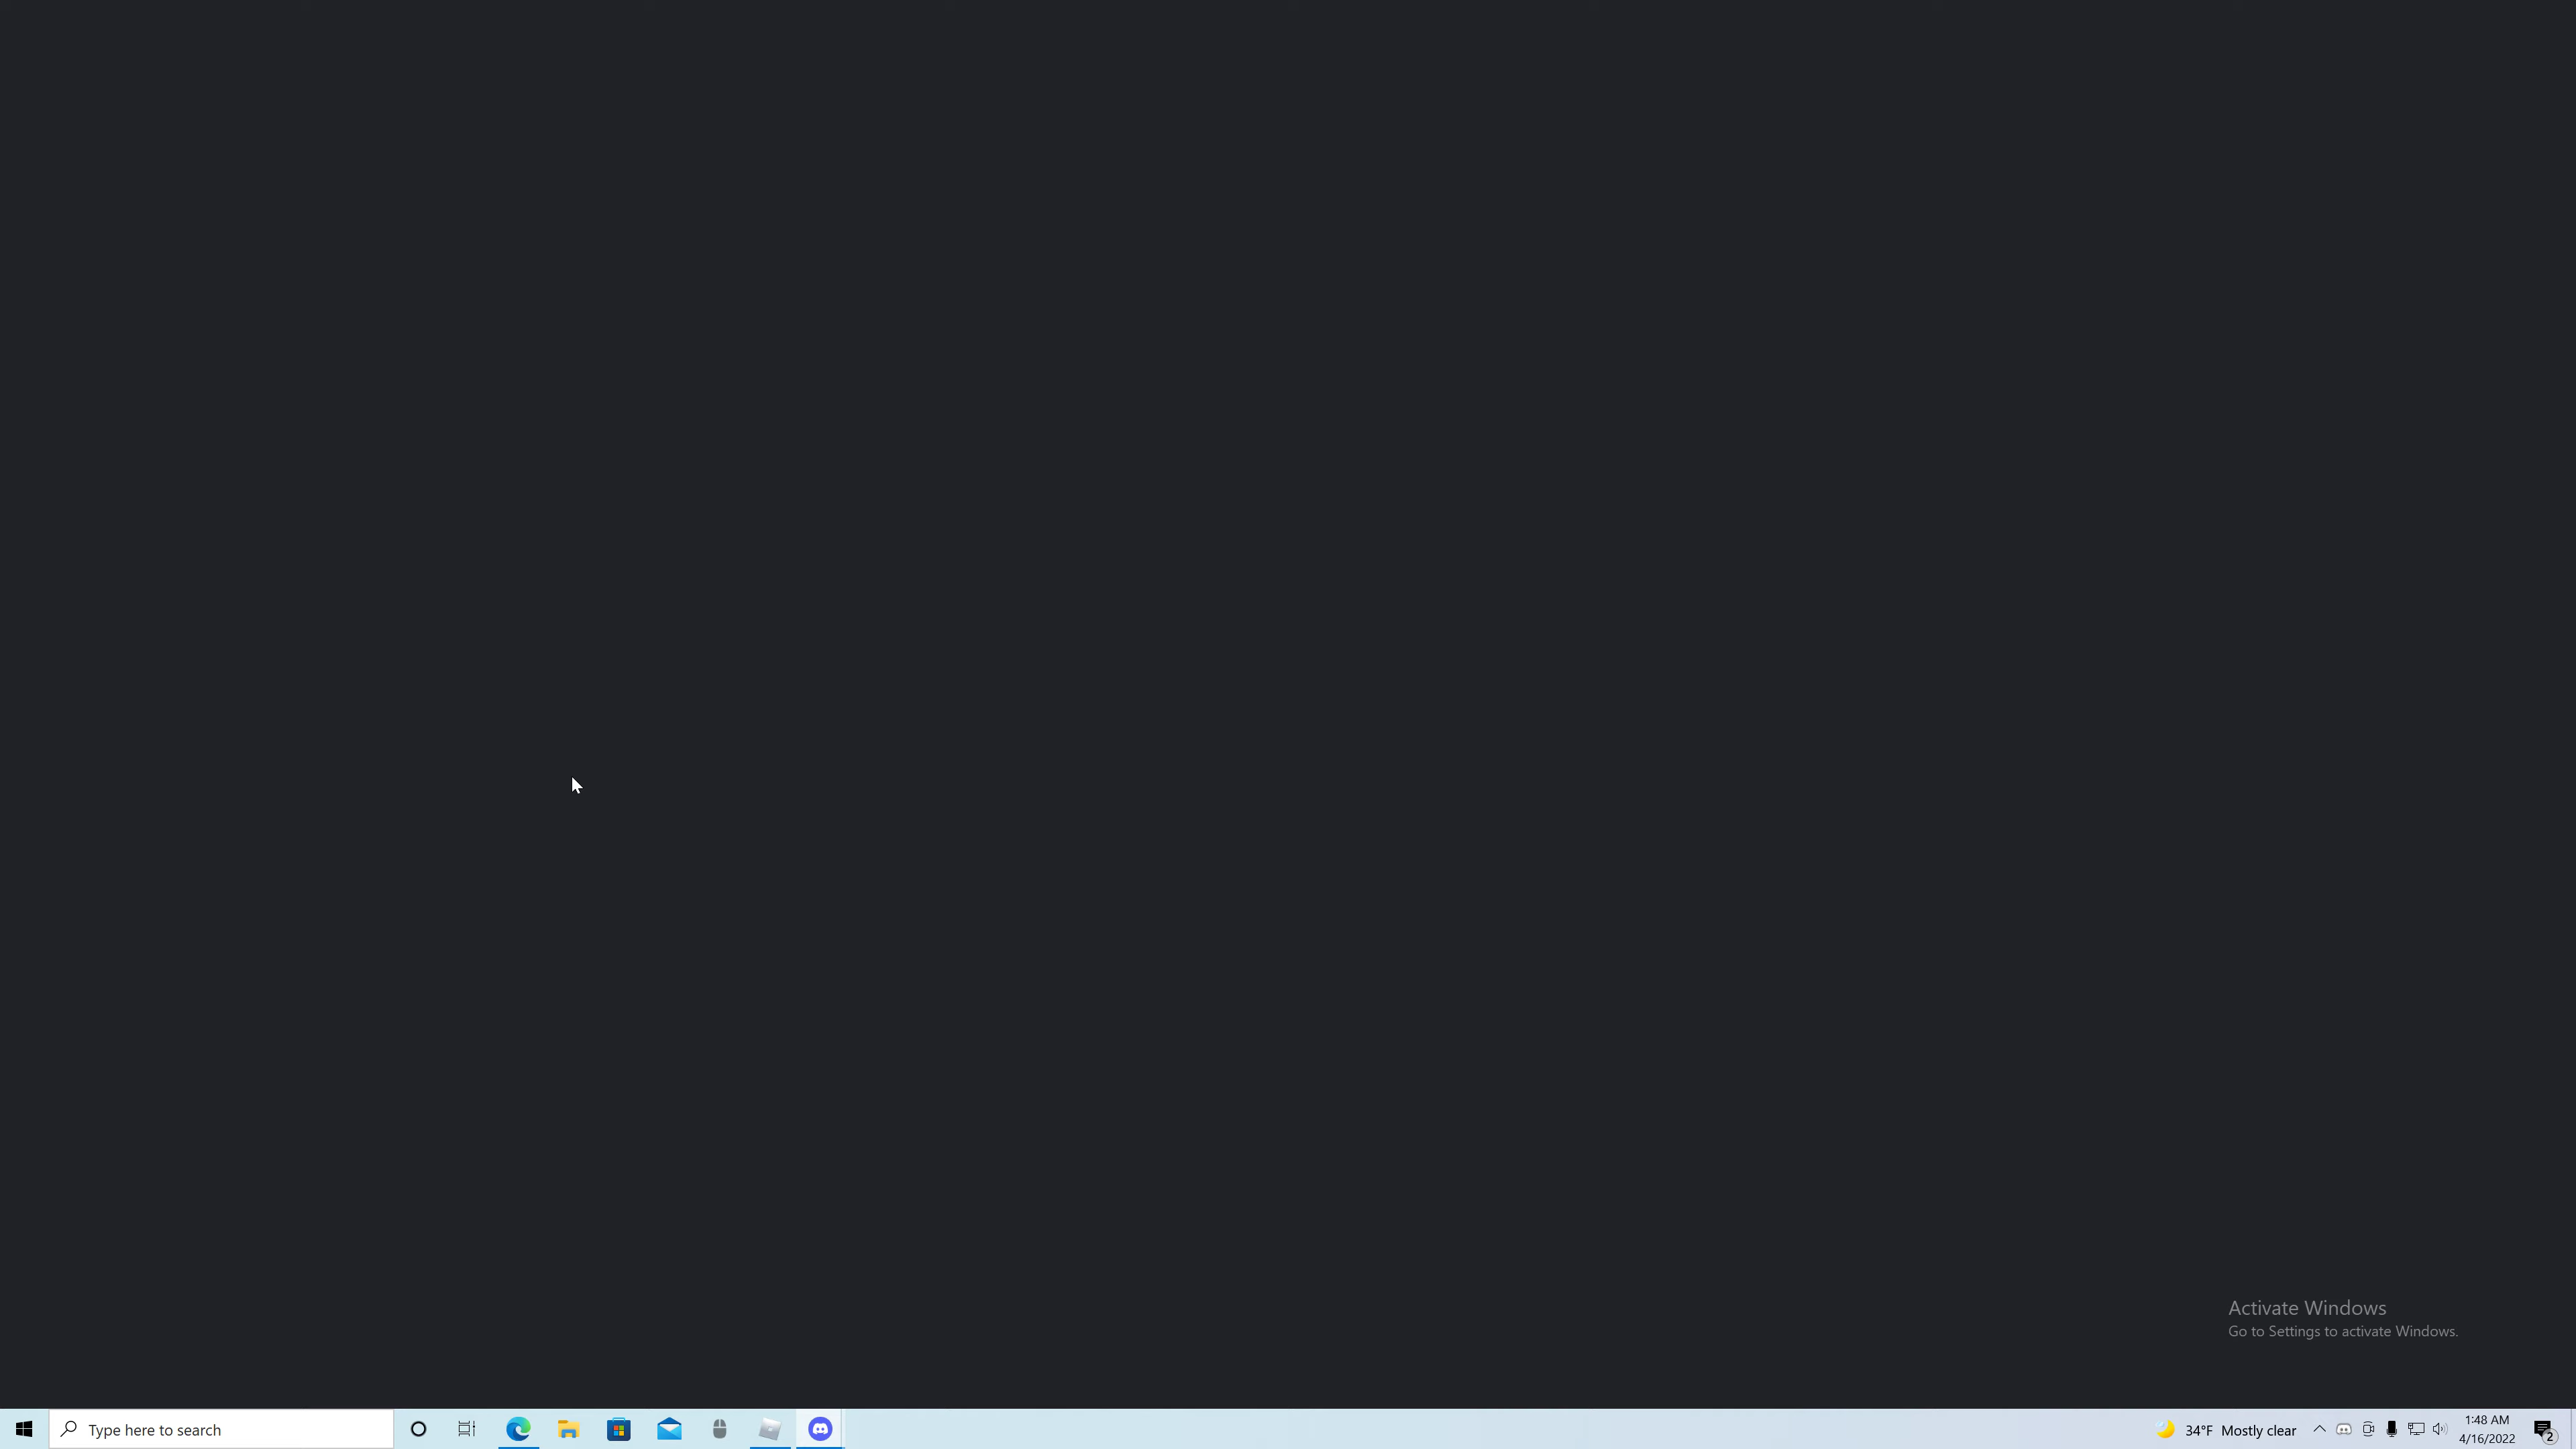 Activate Windows
Go to Settings to activate Windows.
Type here to search
34°F Mostly clear
1:48 AM
4/16/2022
2